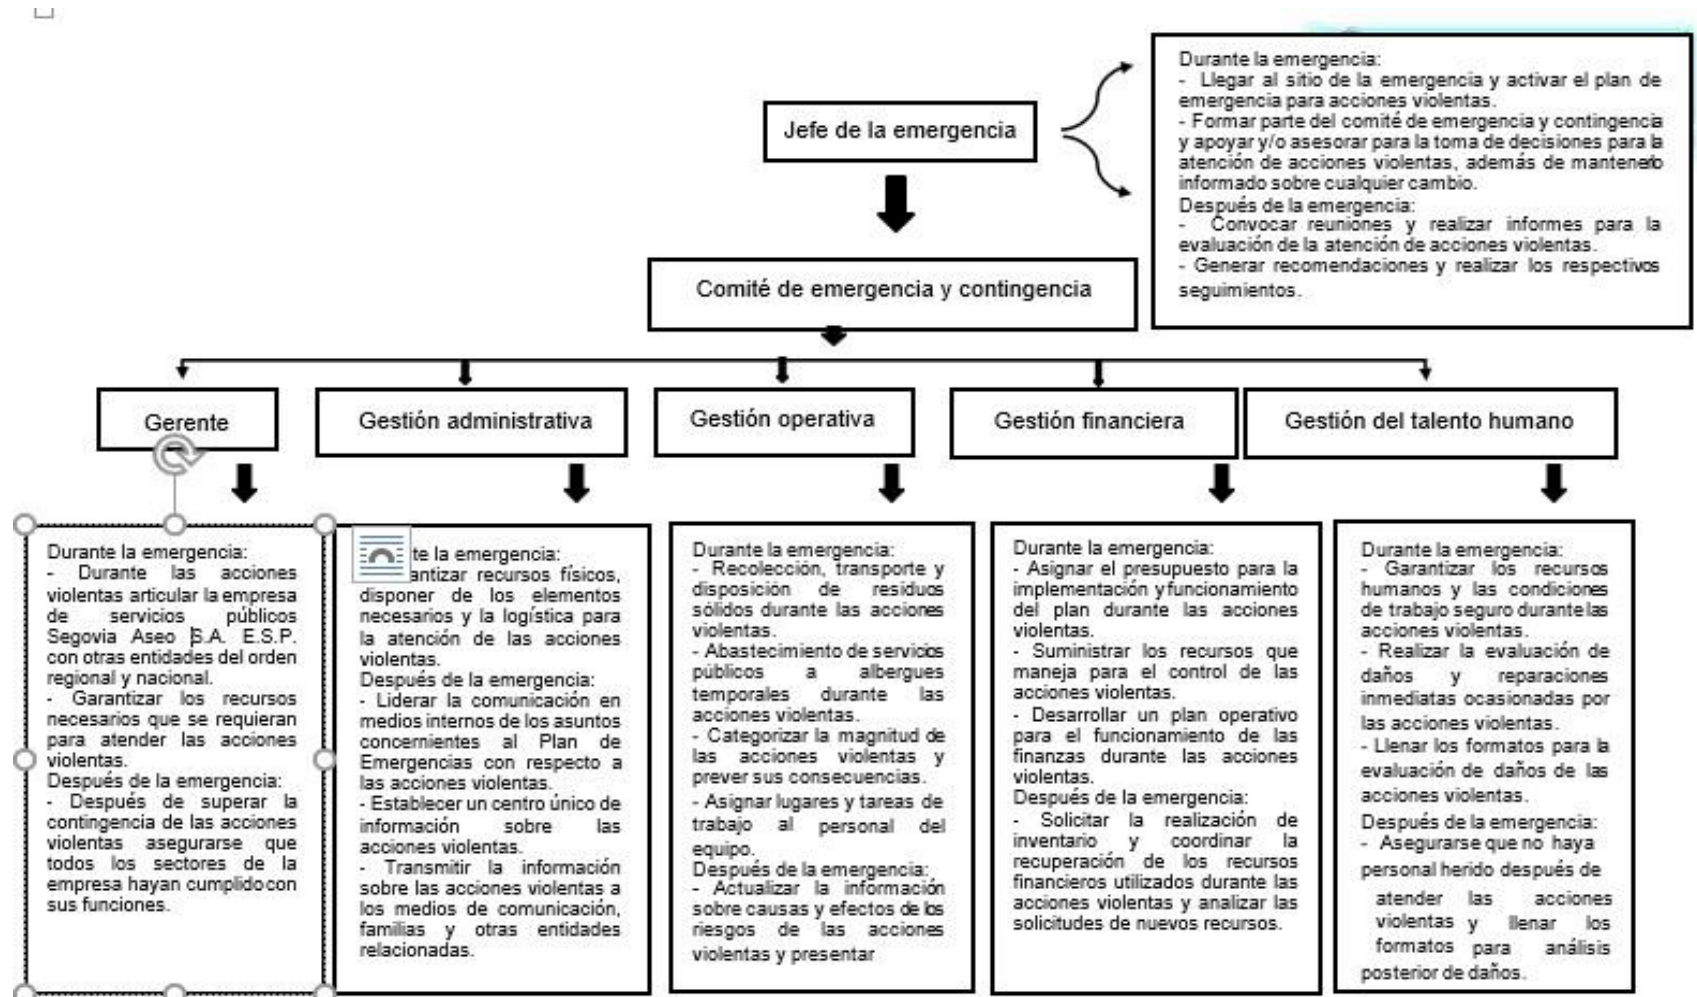 Durante la emergencia:
- Llegar al sitio de la emergencia y activar el plan de
emergencia para acciones violentas.
- Formar parte del comité de emergencia y contingencia
y apoyar y/o asesorar para la toma de decisiones para la
atención de acciones violentas, además de mantenerlo
informado sobre cualquier cambio.
Después de la emergencia:
- Convocar reuniones y realizar informes para la
evaluación de la atención de acciones violentas.
- Generar recomendaciones y realizar los respectivos
seguimientos.
Jefe de la emergencia
Comité de emergencia y contingencia
Gerente
Gestión administrativa
Gestión operativa
Gestión financiera
Gestión del talento humano
Durante la emergencia:
- Durante las acciones
violentas articular la empresa
de servicios públicos
Segovia Aseo S.A. E.S.P.
con otras entidades del orden
regional y nacional.
- Garantizar los recursos
necesarios que se requieran
para atender las acciones
violentas.
Después de la emergencia:
- Después de superar la
contingencia de las acciones
violentas asegurarse que
todos los sectores de la
empresa hayan cumplido con
sus funciones.
te la emergencia:
antizar recursos físicos,
disponer de los elementos
necesarios y la logística para
la atención de las acciones
violentas.
Después de la emergencia:
- Liderar la comunicación en
medios internos de los asuntos
concernientes al Plan de
Emergencias con respecto a
las acciones violentas.
- Establecer un centro único de
información sobre las
acciones violentas.
- Transmitir la información
sobre las acciones violentas a
los medios de comunicación,
familias y otras entidades
relacionadas.
Durante la emergencia:
- Recolección, transporte y
disposición de residuos
sólidos durante las acciones
violentas.
- Abastecimiento de servicios
públicos a albergues
temporales durante las
acciones violentas.
- Categorizar la magnitud de
las acciones violentas y
prever sus consecuencias.
- Asignar lugares y tareas de
trabajo al personal del
equipo.
Después de la emergencia:
- Actualizar la información
sobre causas y efectos de los
riesgos de las acciones
violentas y presentar
Durante la emergencia:
- Asignar el presupuesto para la
implementación y funcionamiento
del plan durante las acciones
violentas.
- Suministrar los recursos que
maneja para el control de las
acciones violentas.
- Desarrollar un plan operativo
para el funcionamiento de las
finanzas durante las acciones
violentas.
Después de la emergencia:
- Solicitar la realización de
inventario y coordinar la
recuperación de los recursos
financieros utilizados durante las
acciones violentas y analizar las
solicitudes de nuevos recursos.
Durante la emergencia:
- Garantizar los recursos
humanos y las condiciones
de trabajo seguro durante las
acciones violentas.
- Realizar la evaluación de
daños y reparaciones
inmediatas ocasionadas por
las acciones violentas.
- Llenar los formatos para la
evaluación de daños de las
acciones violentas.
Después de la emergencia:
- Asegurarse que no haya
personal herido después de
atender las acciones
violentas y llenar los
formatos para análisis
posterior de daños.